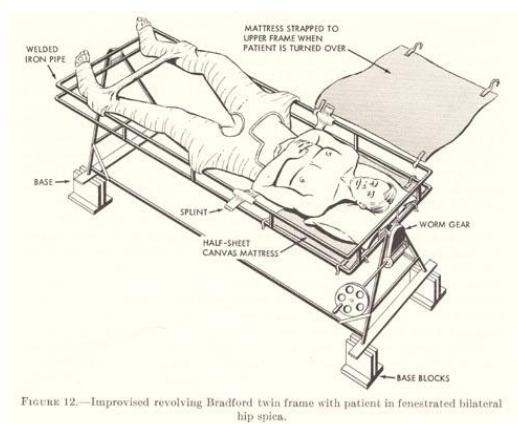 MATTRESS STRAPPED TO
UPPER FRAME WHEN
PATIENT IS TURNED OVER
WELDED
IRON PIPE
BASE
SPLINT
WORM GEAR
HALF-SHEET
CANVAS MATTRESS
BASE BLOCKS
FIGURE 12.—Improvised revolving Bradford twin frame with patient in fenestrated bilateral
hip spica.